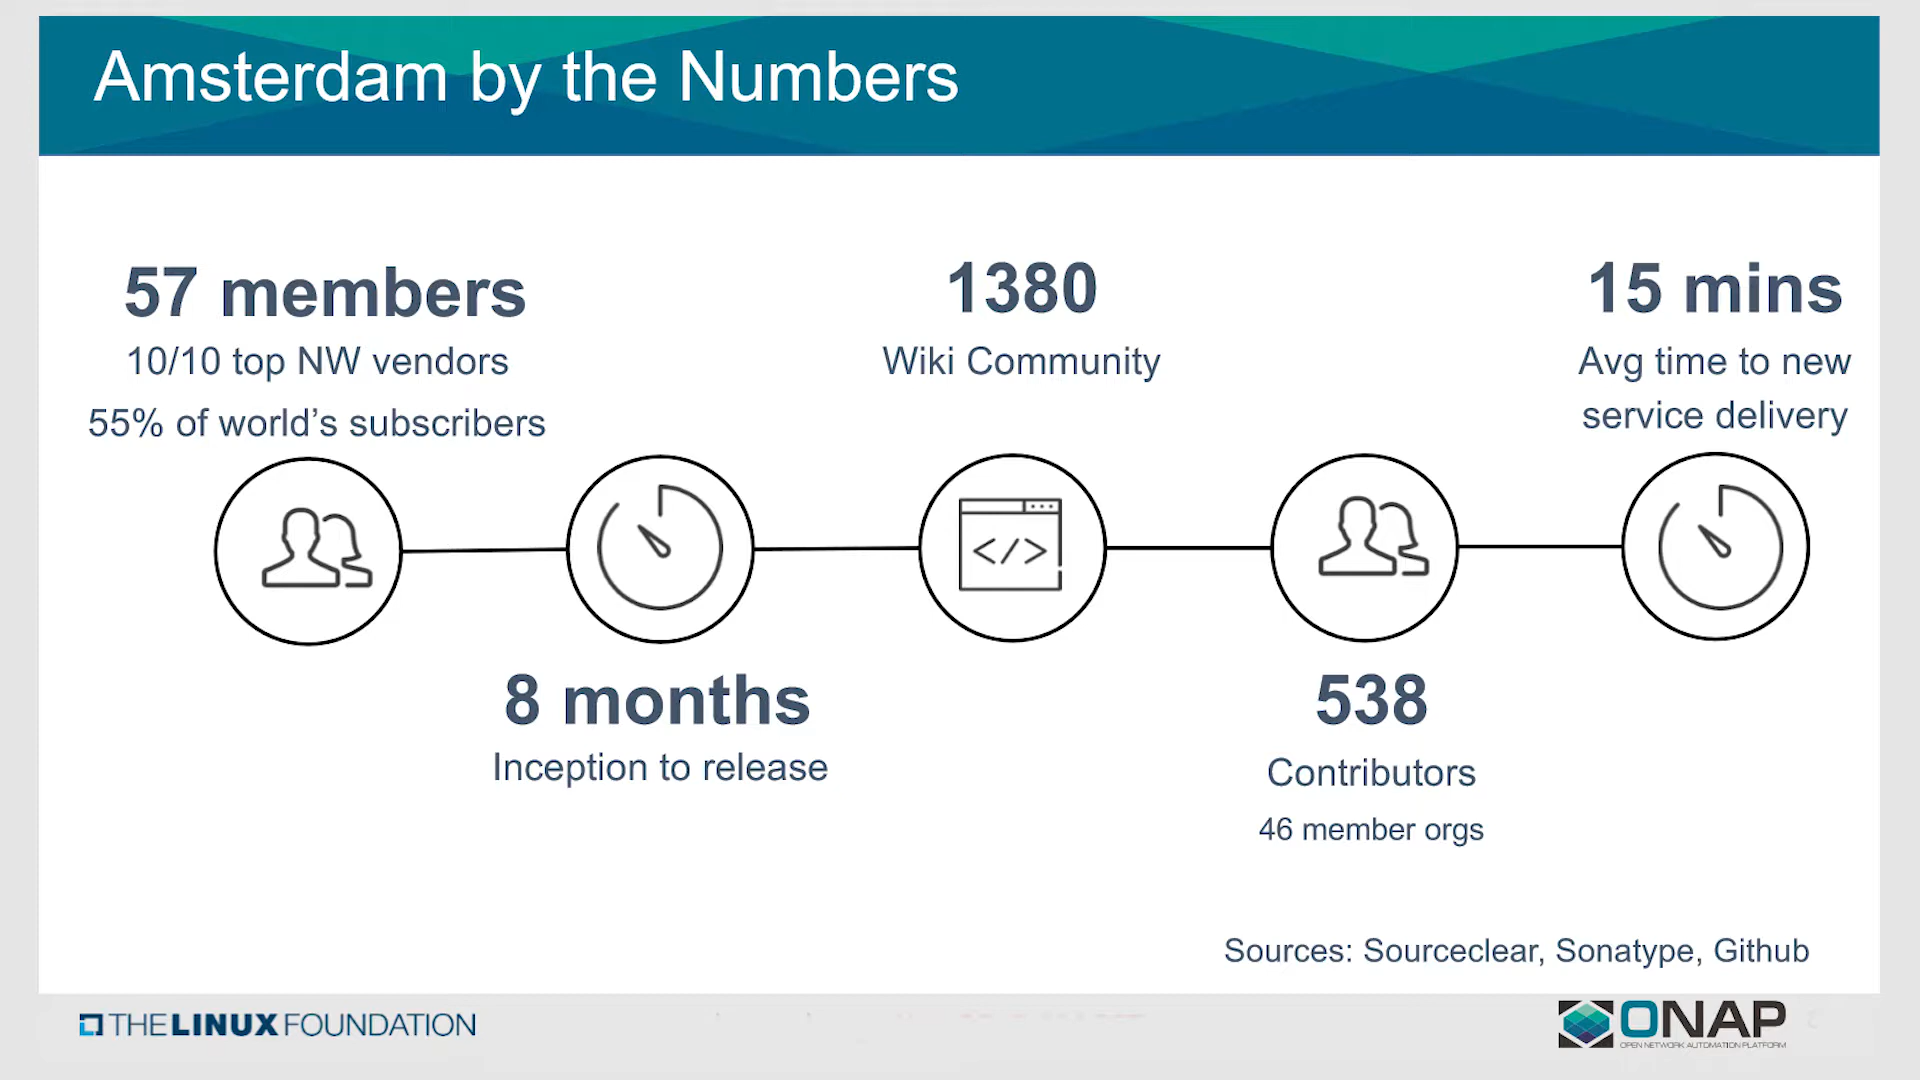 Amsterdam by the Numbers
57 members
10/10 top NW vendors
55% of world’s subscribers
1380
Wiki Community
15 mins
Avg time to new
service delivery
</>
8 months
Inception to release
538
Contributors
46 member orgs
Sources: Sourceclear, Sonatype, Github
THE LINUX FOUNDATION
ONAP
OPEN NETWORK AUTOMATION PLATFORM